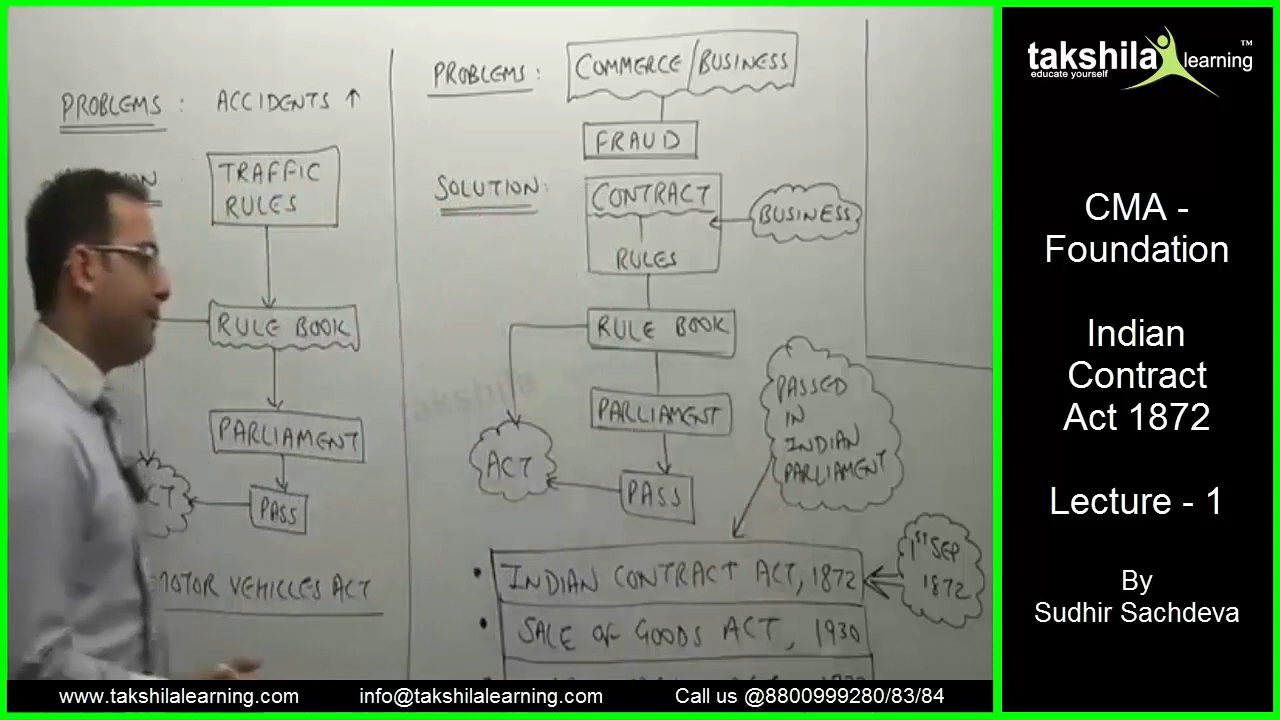 PROBLEMS : ACCIDENTS ↑
TRAFFIC
RULES
RULE BOOK
PARLIAMENT
PASS
MOTOR VEHICLES ACT
PROBLEMS : COMMERCE/BUSINESS
FRAUD
SOLUTION:
CONTRACT
BUSINESS
RULES
RULE BOOK
PARLIAMENT
ACT
PASS
PASSED
IN
INDIAN
PARLIAMENT
1ST SEP
1872
INDIAN CONTRACT ACT, 1872
SALE OF GOODS ACT, 1930
takshila
takshila learning™
educate yourself
CMA -
Foundation
Indian
Contract
Act 1872
Lecture - 1
By
Sudhir Sachdeva
www.takshilalearning.com info@takshilalearning.com Call us @8800999280/83/84